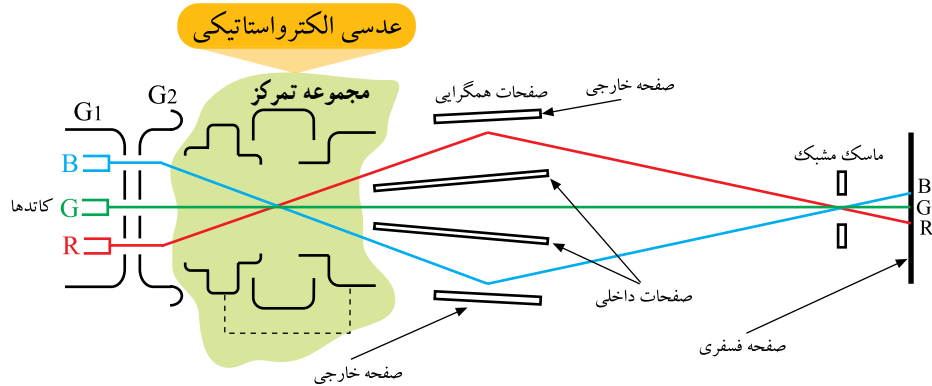 عدسی الکترواستاتیکی
مجموعه تمرکز
صفحات همگرایی
صفحه خارجی
G1
G2
ماسک مشبک
B
G
R
کاتدها
B
G
R
صفحات داخلی
صفحه فسفری
صفحه خارجی